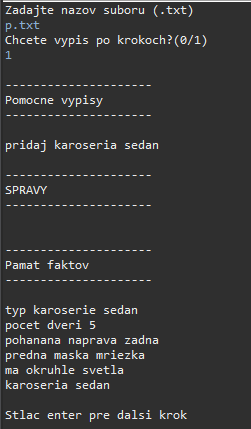 Zadajte nazov suboru (.txt)
p.txt
Chcete vypis po krokoch?(0/1)
1
---------------------
Pomocne vypisy
---------------------
pridaj karoseria sedan
---------------------
SPRAVY
---------------------
---------------------
Pamat faktov
---------------------
typ karoserie sedan
pocet dveri 5
pohanana naprava zadna
predna maska mriezka
ma okruhle svetla
karoseria sedan
Stlac enter pre dalsi krok